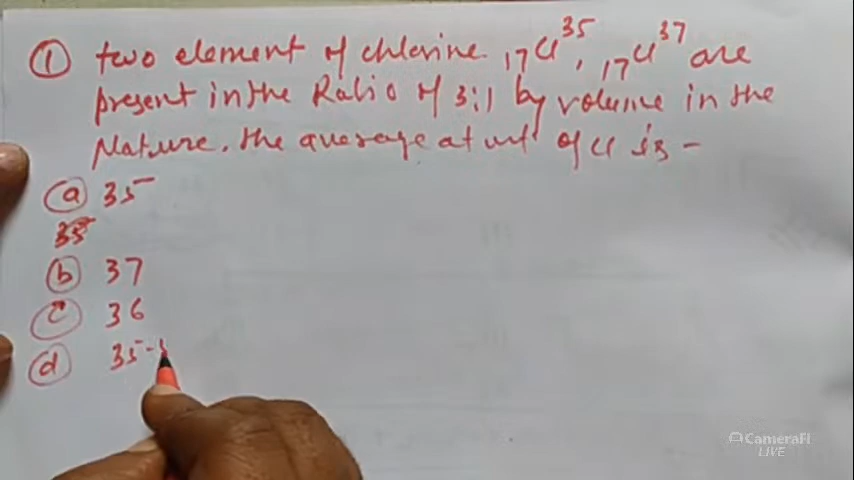 ① two element of chlorine ₁₇Cl³⁵, ₁₇Cl³⁷ are
present in the Ratio of 3:1 by volume in the
Nature. the average at wt of Cl is -
ⓐ 35
ⓑ 37
ⓒ 36
ⓓ 35.
CameraFi
LIVE